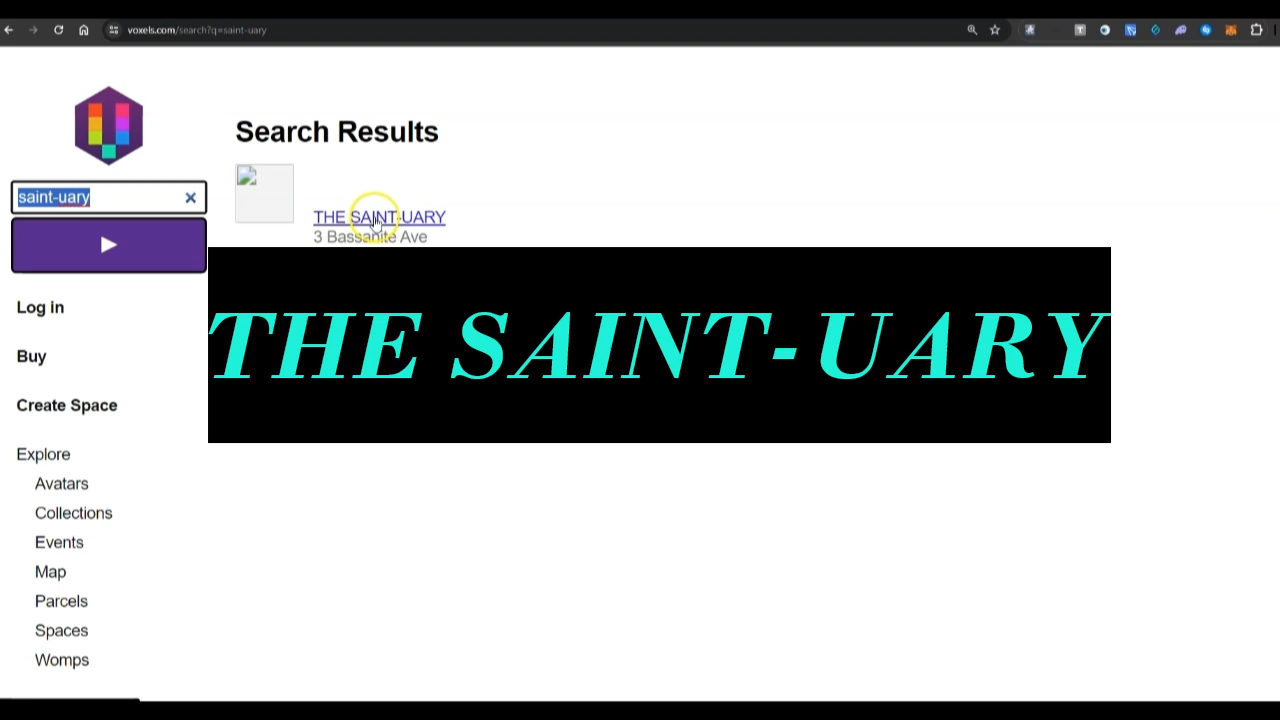 voxels.com/search?q=saint-uary
Search Results
saint-uary
THE SAINT-UARY
3 Bassanite Ave
THE SAINT-UARY
Log in
Buy
Create Space
Explore
Avatars
Collections
Events
Map
Parcels
Spaces
Womps